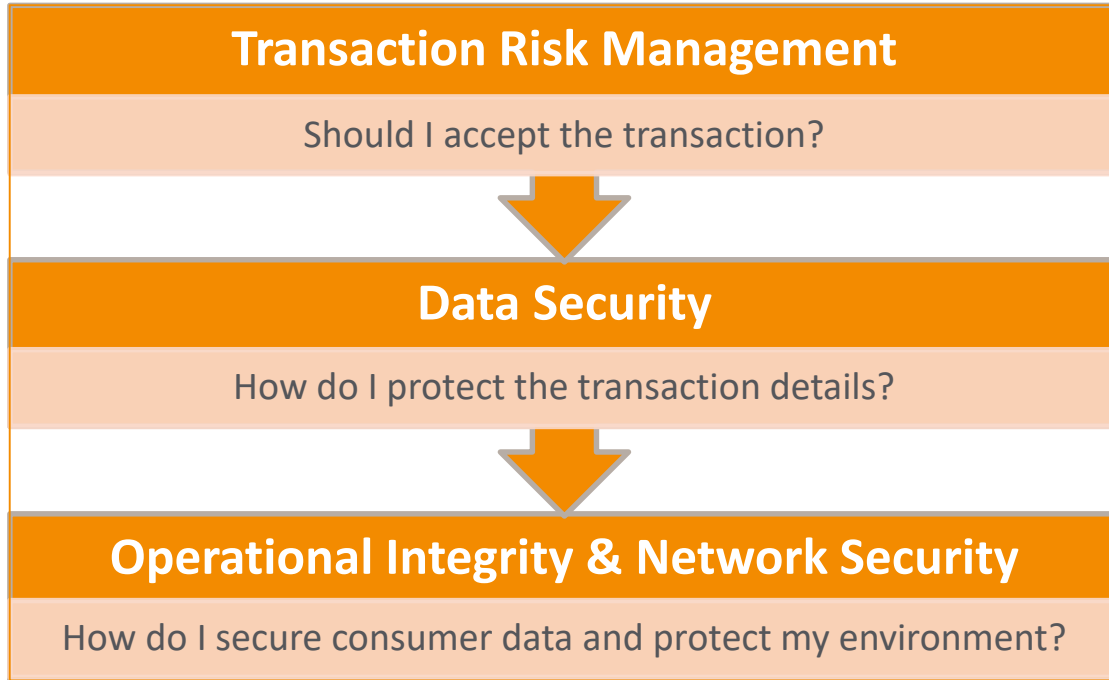 Transaction Risk Management
Should I accept the transaction?
Data Security
How do I protect the transaction details?
Operational Integrity & Network Security
How do I secure consumer data and protect my environment?